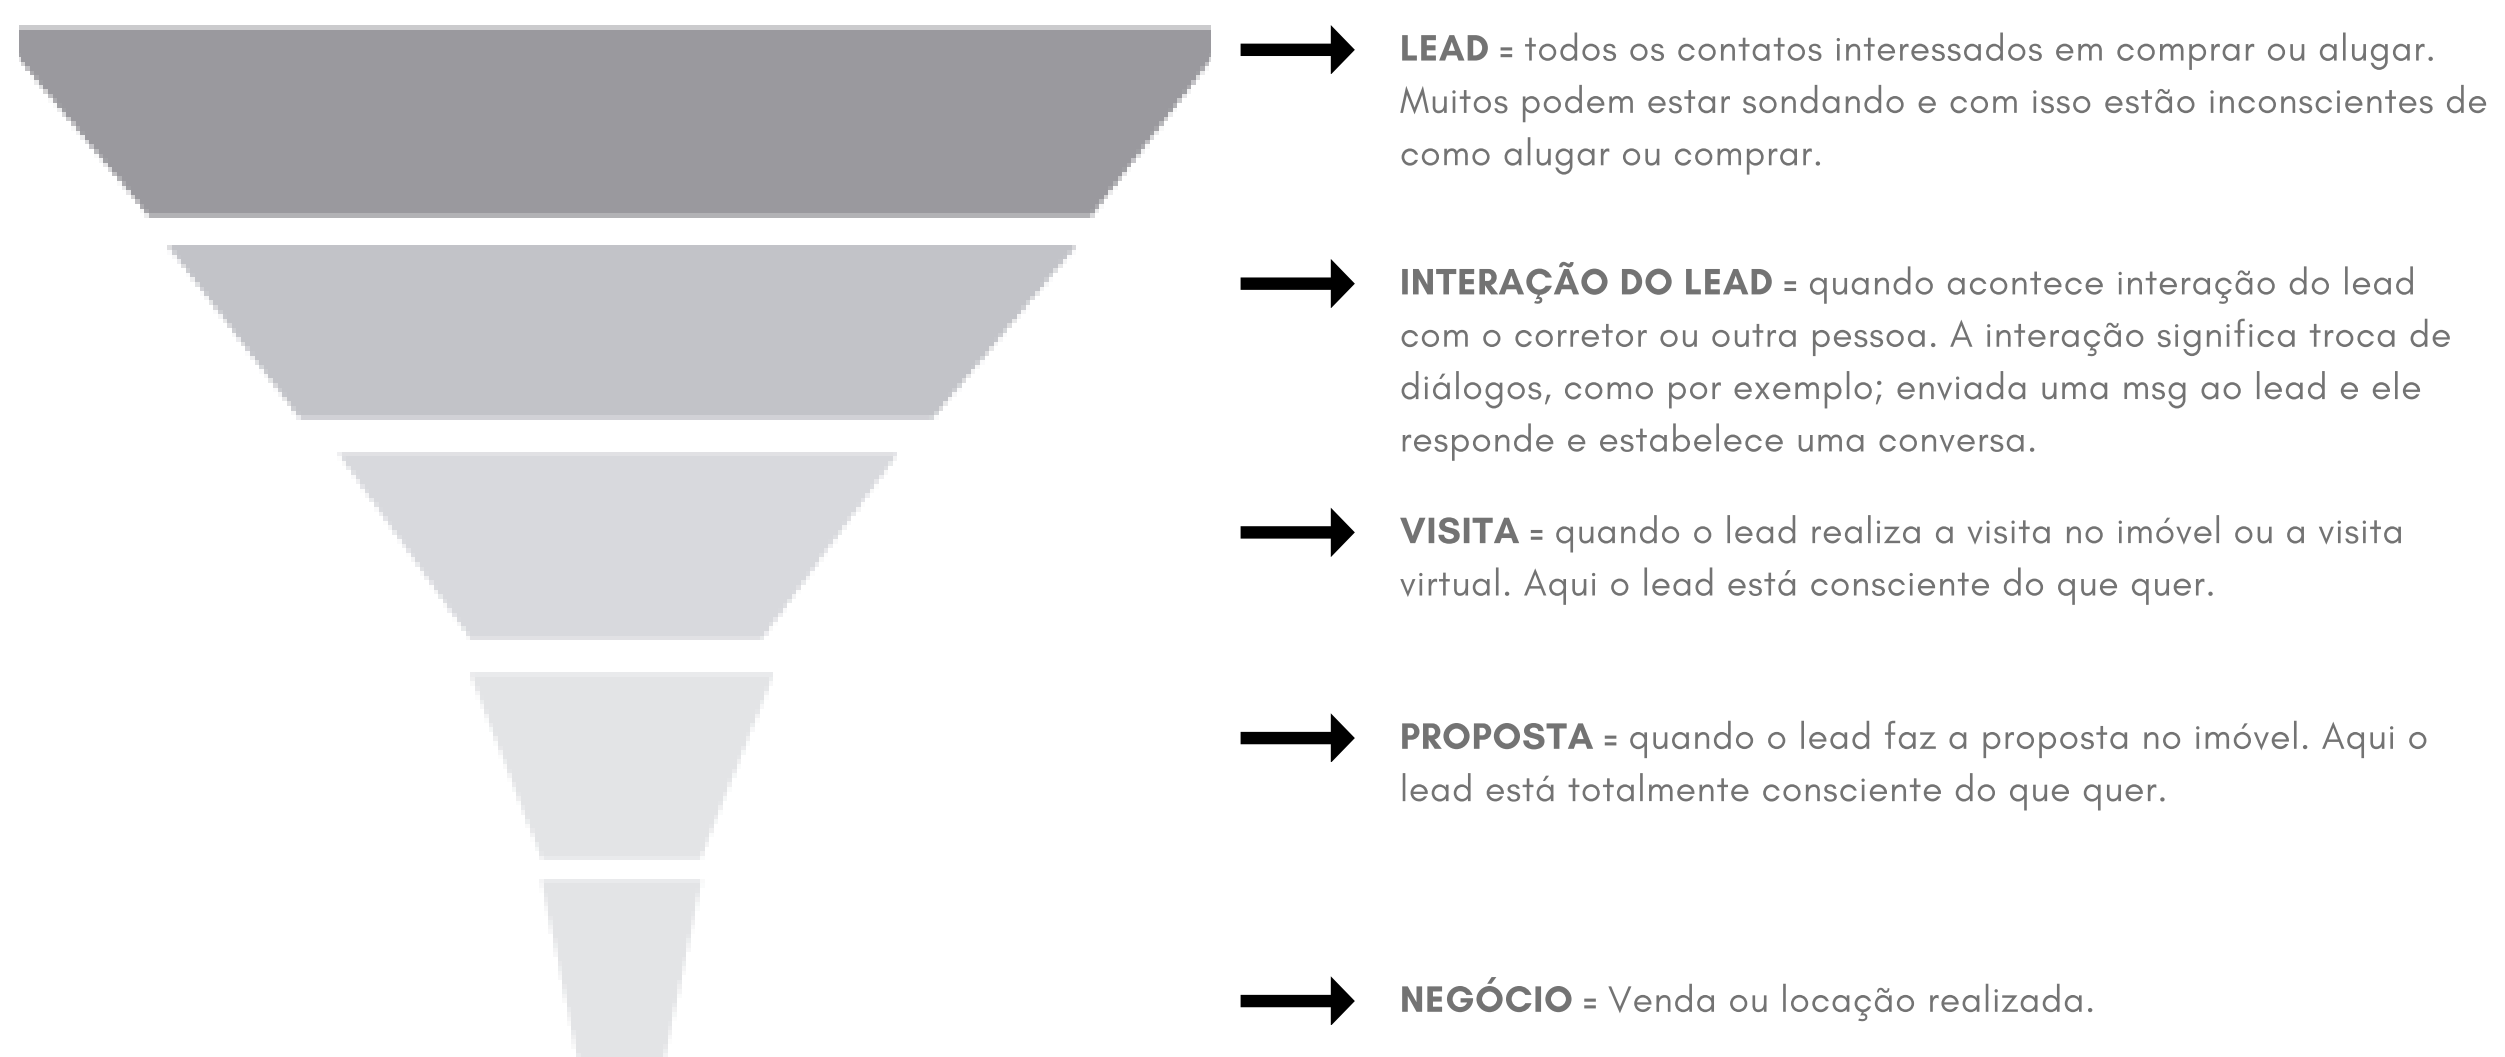 LEAD = todos os contatos interessados em comprar ou alugar.
Muitos podem estar sondando e com isso estão inconscientes de
como alugar ou comprar.
INTERAÇÃO DO LEAD = quando acontece interação do lead
com o corretor ou outra pessoa. A interação significa troca de
diálogos, como por exemplo; enviada uma msg ao lead e ele
responde e estabelece uma conversa.
VISITA = quando o lead realiza a visita no imóvel ou a visita
virtual. Aqui o lead está consciente do que quer.
PROPOSTA = quando o lead faz a proposta no imóvel. Aqui o
lead está totalmente consciente do que quer.
NEGÓCIO = Venda ou locação realizada.